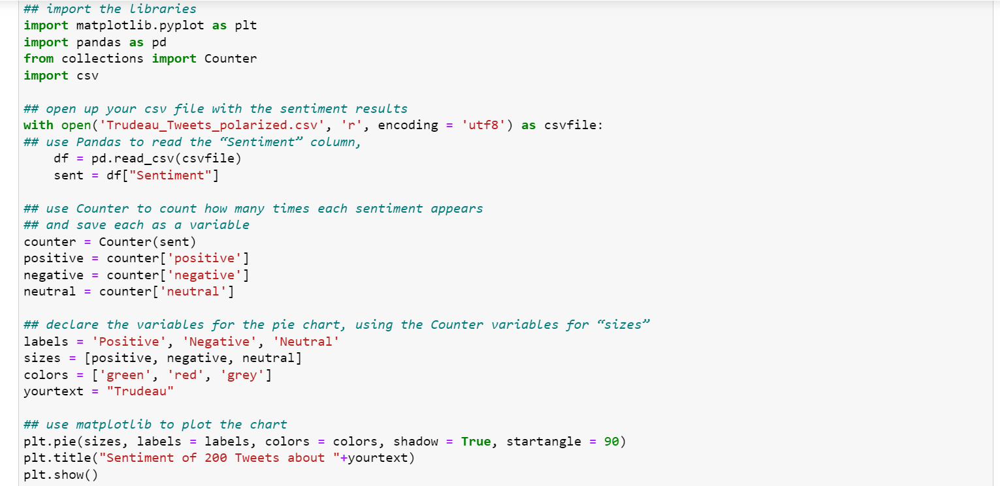 ## import the libraries
import matplotlib.pyplot as plt
import pandas as pd
from collections import Counter
import csv

## open up your csv file with the sentiment results
with open('Trudeau_Tweets_polarized.csv', 'r', encoding = 'utf8') as csvfile:
## use Pandas to read the “Sentiment” column,
    df = pd.read_csv(csvfile)
    sent = df["Sentiment"]

## use Counter to count how many times each sentiment appears
## and save each as a variable
counter = Counter(sent)
positive = counter['positive']
negative = counter['negative']
neutral = counter['neutral']

## declare the variables for the pie chart, using the Counter variables for “sizes”
labels = 'Positive', 'Negative', 'Neutral'
sizes = [positive, negative, neutral]
colors = ['green', 'red', 'grey']
yourtext = "Trudeau"

## use matplotlib to plot the chart
plt.pie(sizes, labels = labels, colors = colors, shadow = True, startangle = 90)
plt.title("Sentiment of 200 Tweets about "+yourtext)
plt.show()